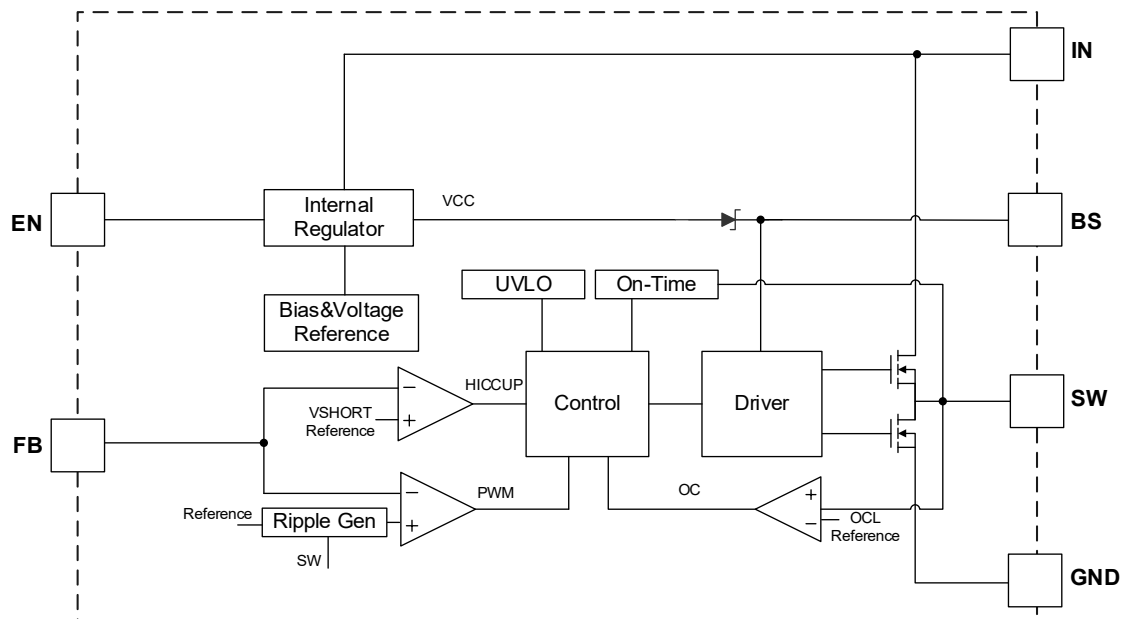 IN
EN
Internal
Regulator
VCC
BS
UVLO
On-Time
Bias&Voltage
Reference
HICCUP
VSHORT
Reference
+
−
Control
Driver
SW
FB
Reference
Ripple Gen
SW
−
+
PWM
OC
+
−
OCL
Reference
GND